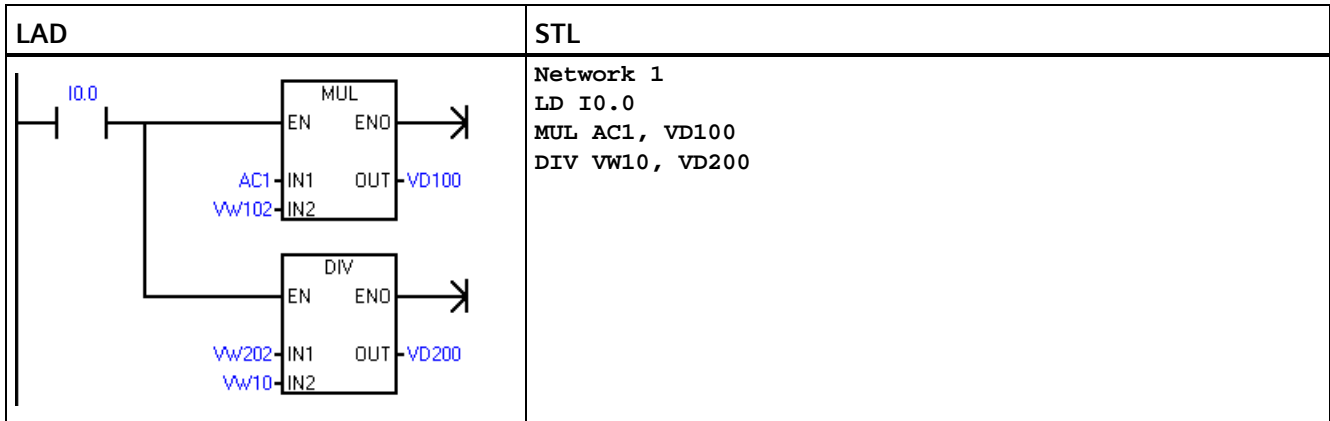 LAD
STL
I0.0
MUL
EN ENO
AC1 IN1 OUT VD100
VW102 IN2
DIV
EN ENO
VW202 IN1 OUT VD200
VW10 IN2
Network 1
LD I0.0
MUL AC1, VD100
DIV VW10, VD200